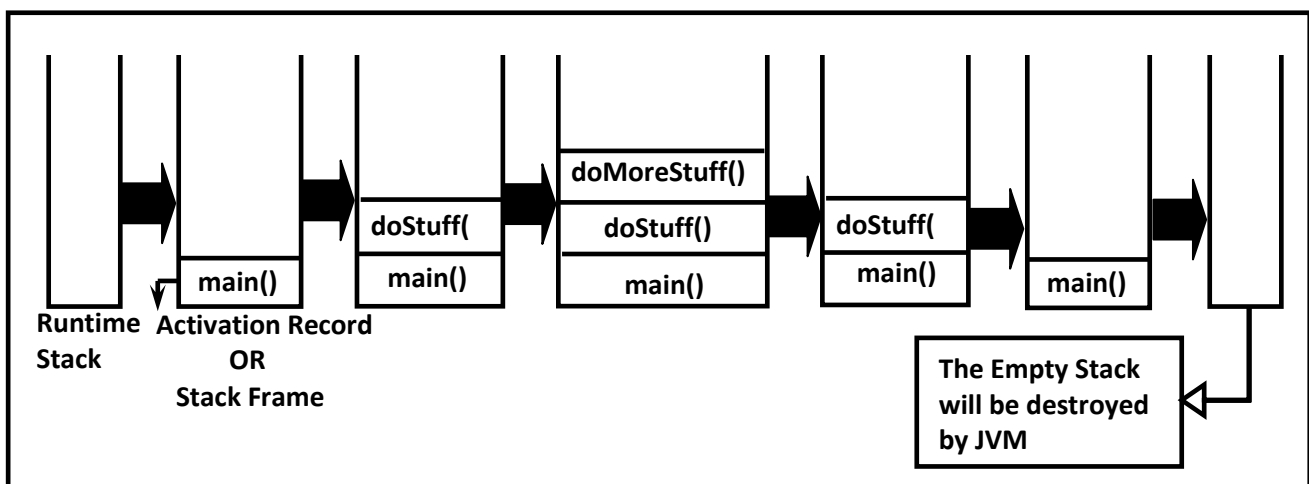 main()
doStuff(
main()
doMoreStuff()
doStuff()
main()
doStuff(
main()
main()
Runtime
Stack
Activation Record
OR
Stack Frame
The Empty Stack
will be destroyed
by JVM